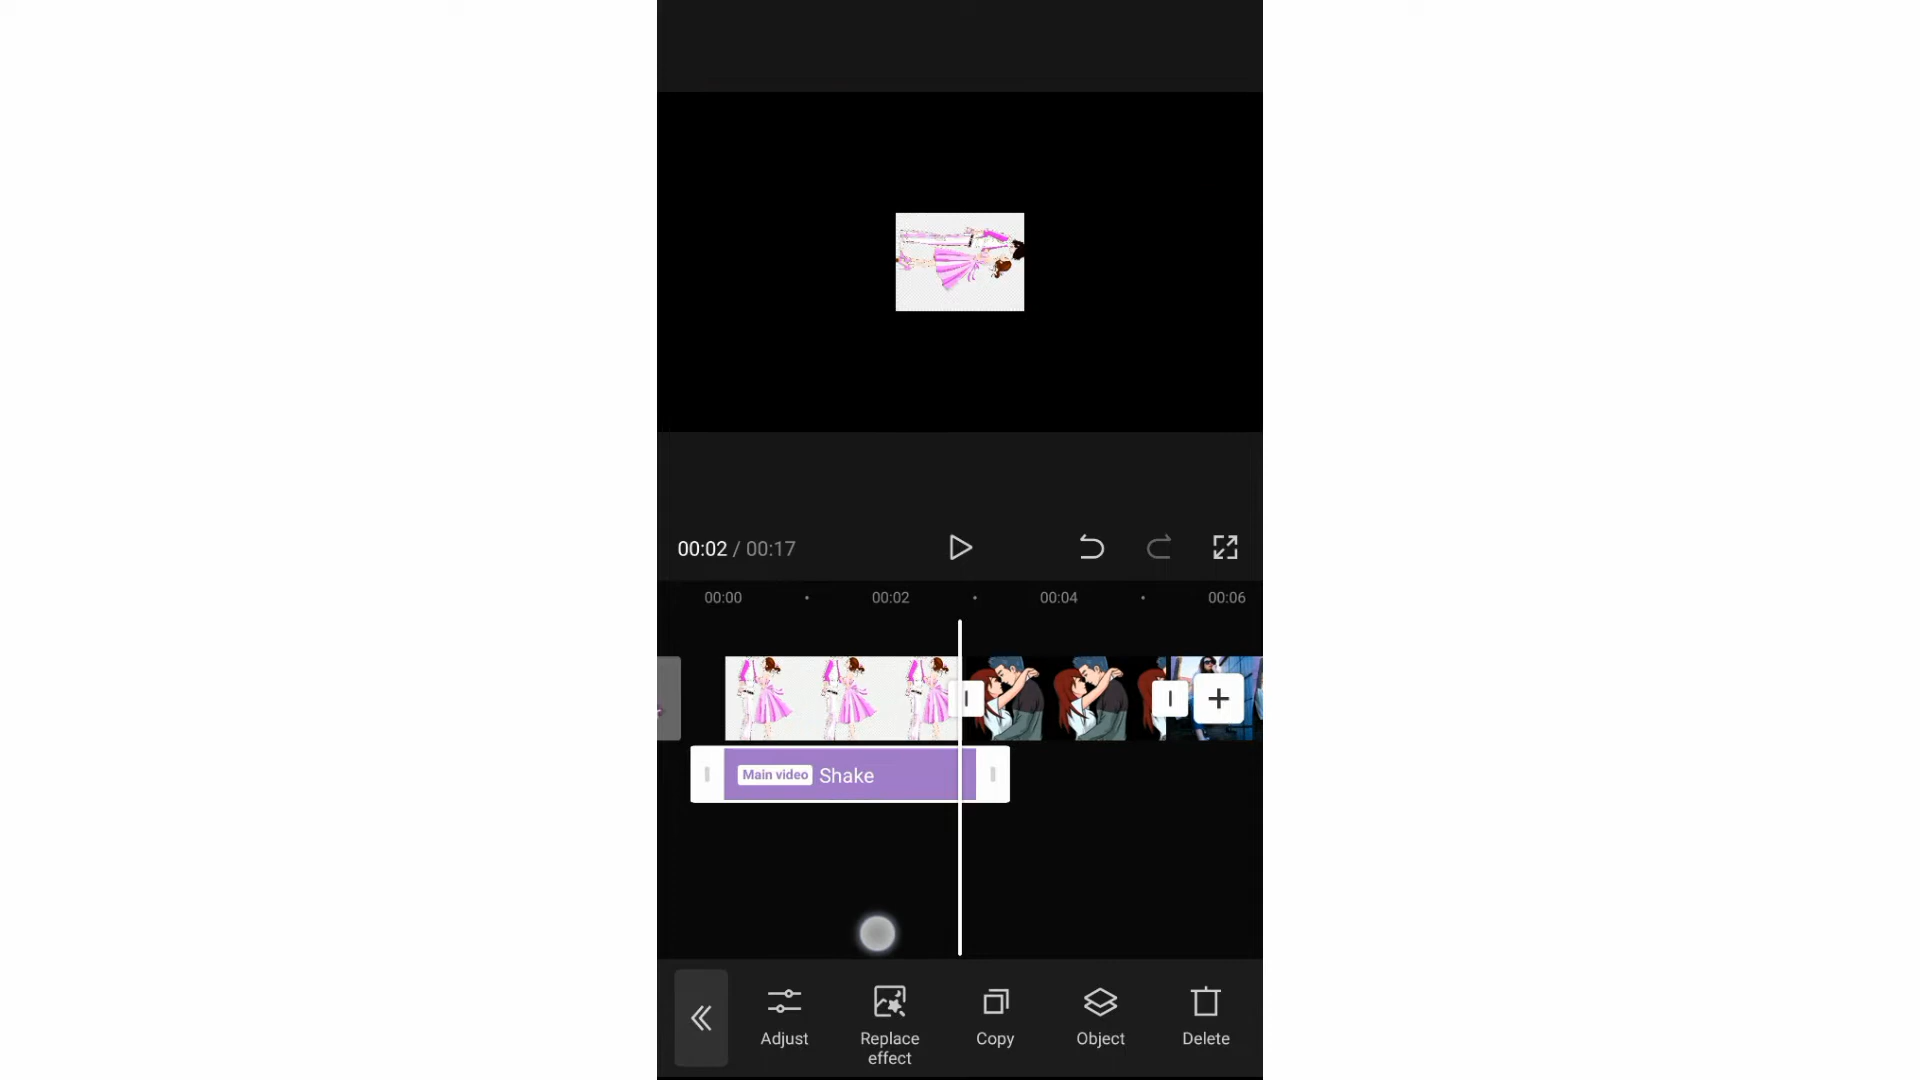 00:02 / 00:17
00:00 00:02 00:04 00:06
Main video Shake
Adjust
Replace effect
Copy
Object
Delete